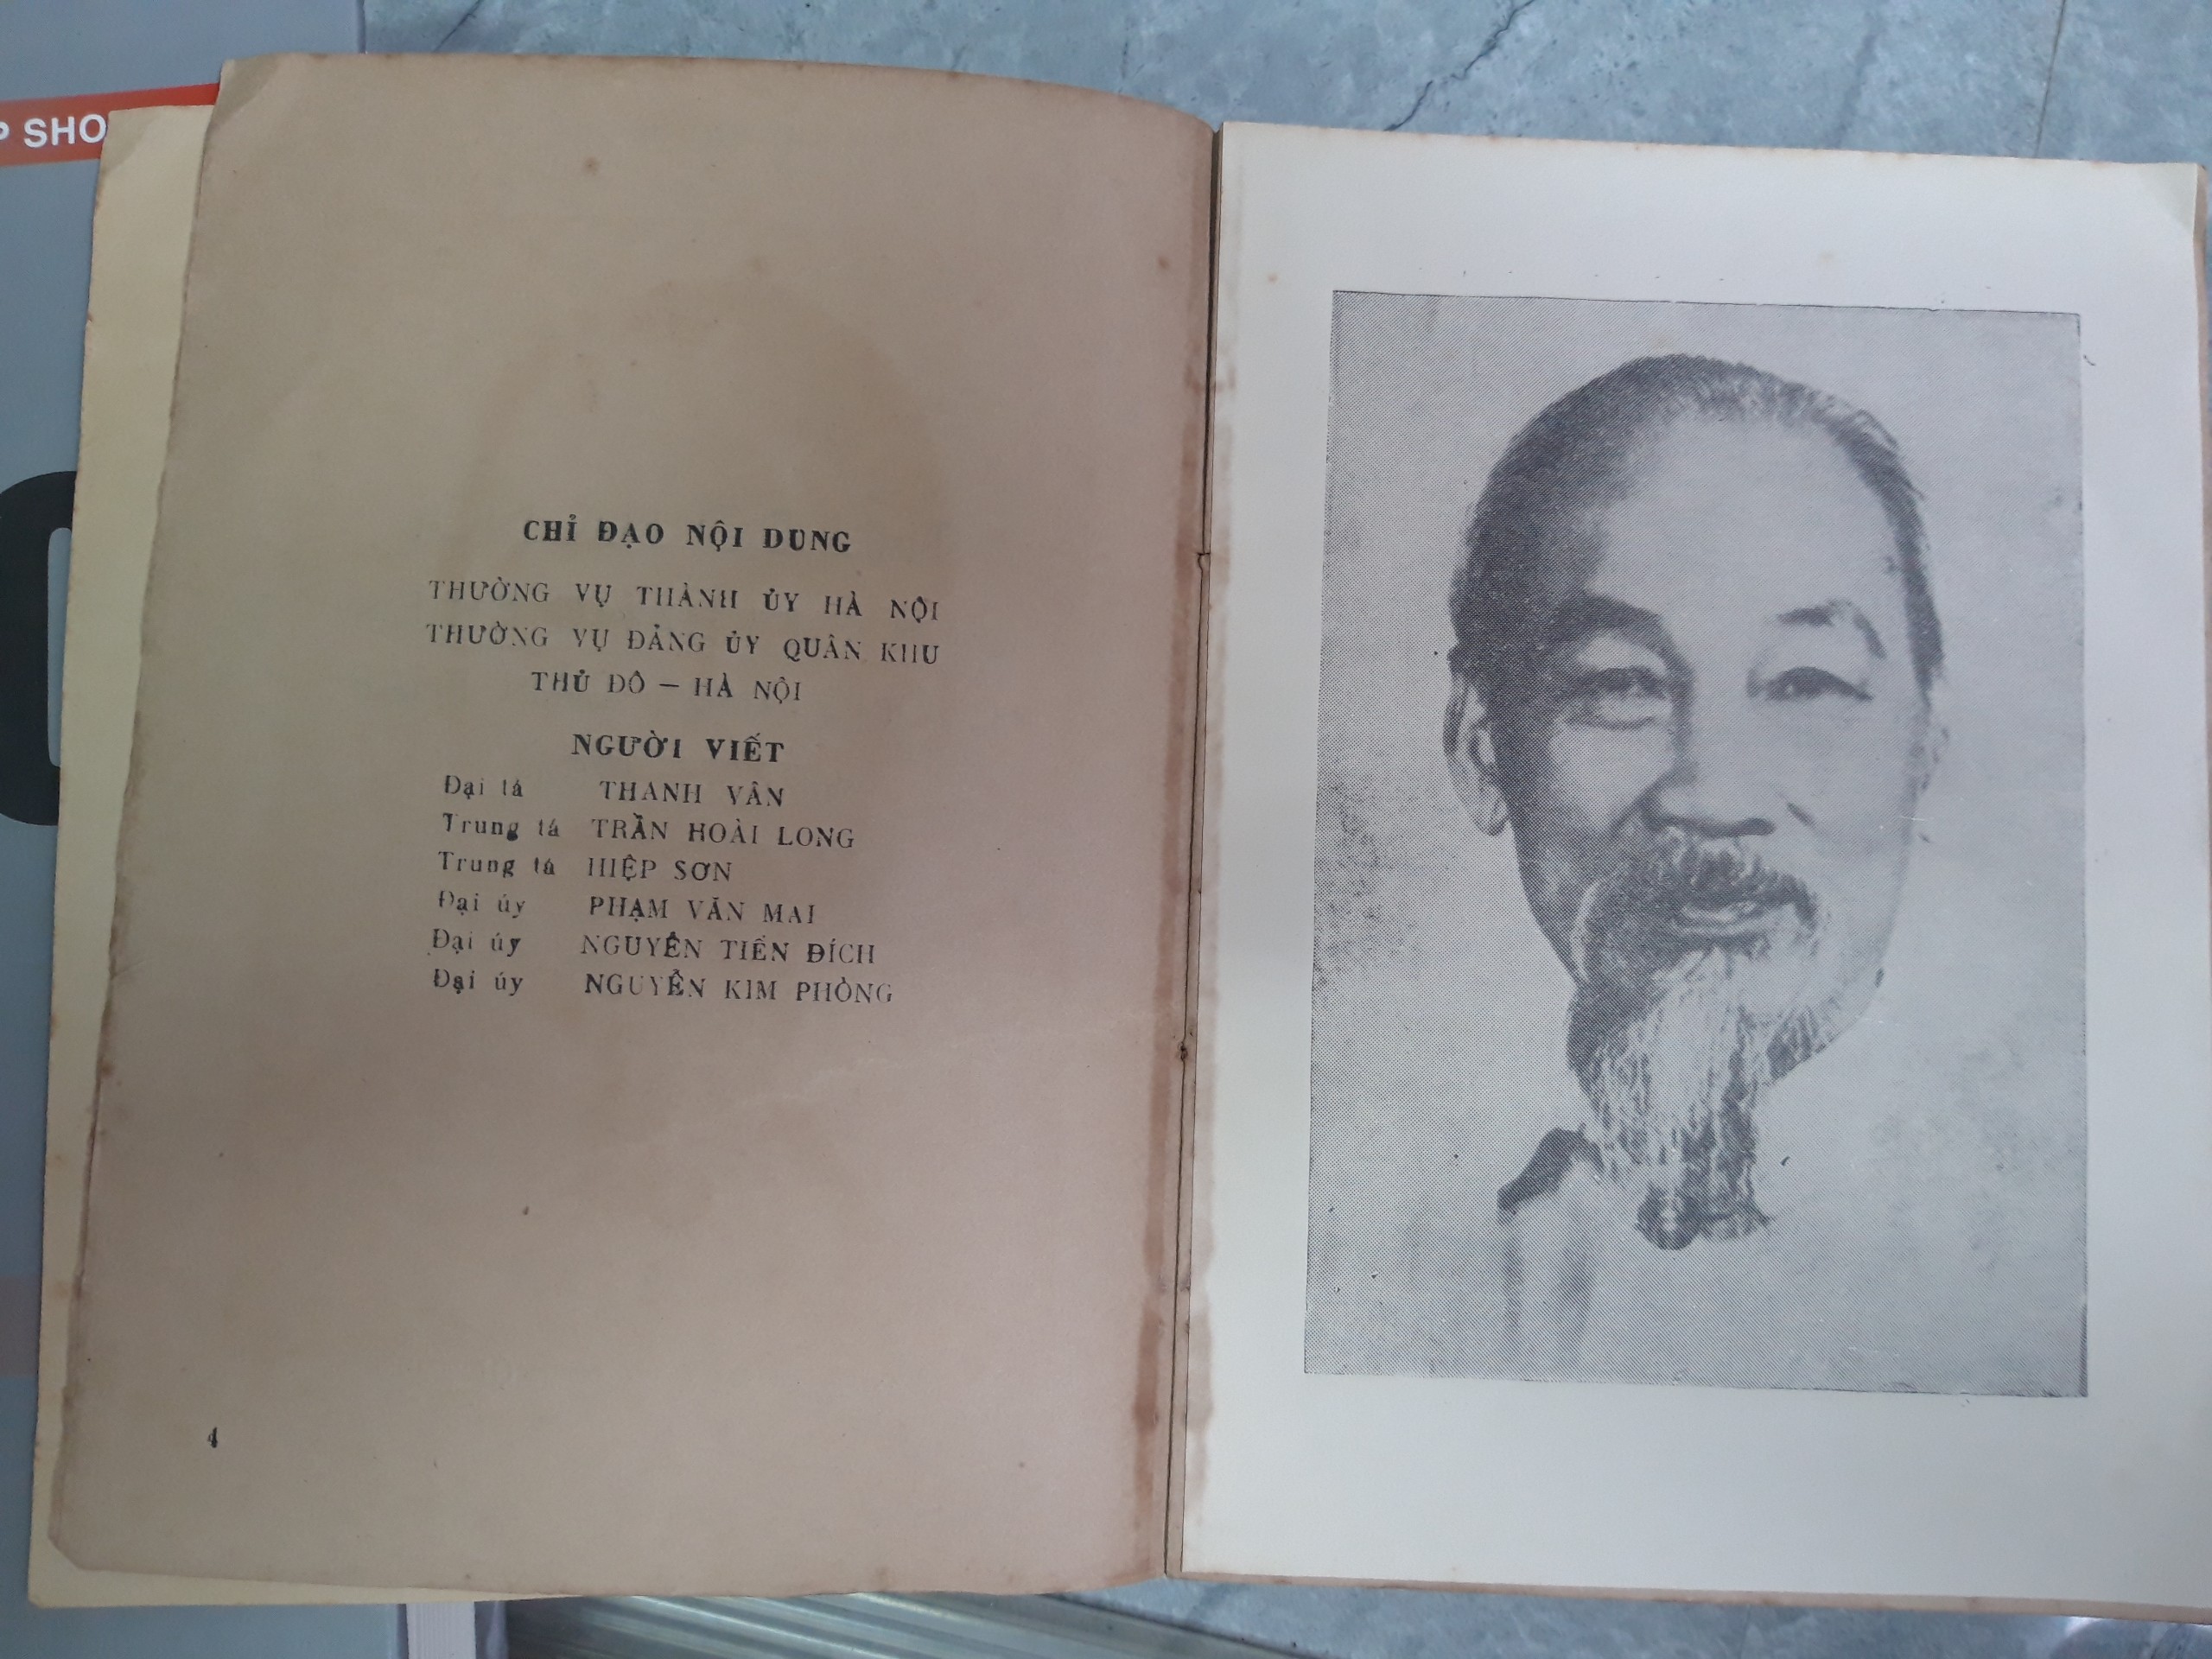 P SHO
CHỈ ĐẠO NỘI DUNG
THƯỜNG VỤ THÀNH ỦY HÀ NỘI
THƯỜNG VỤ ĐẢNG ỦY QUÂN KHU
THỦ ĐÔ — HÀ NỘI
NGƯỜI VIẾT
Đại tá THANH VÂN
Trung tá TRẦN HOÀI LONG
Trung tá HIỆP SƠN
Đại úy PHẠM VĂN MAI
Đại úy NGUYÊN TIẾN ĐÍCH
Đại úy NGUYỄN KIM PHÒNG
4